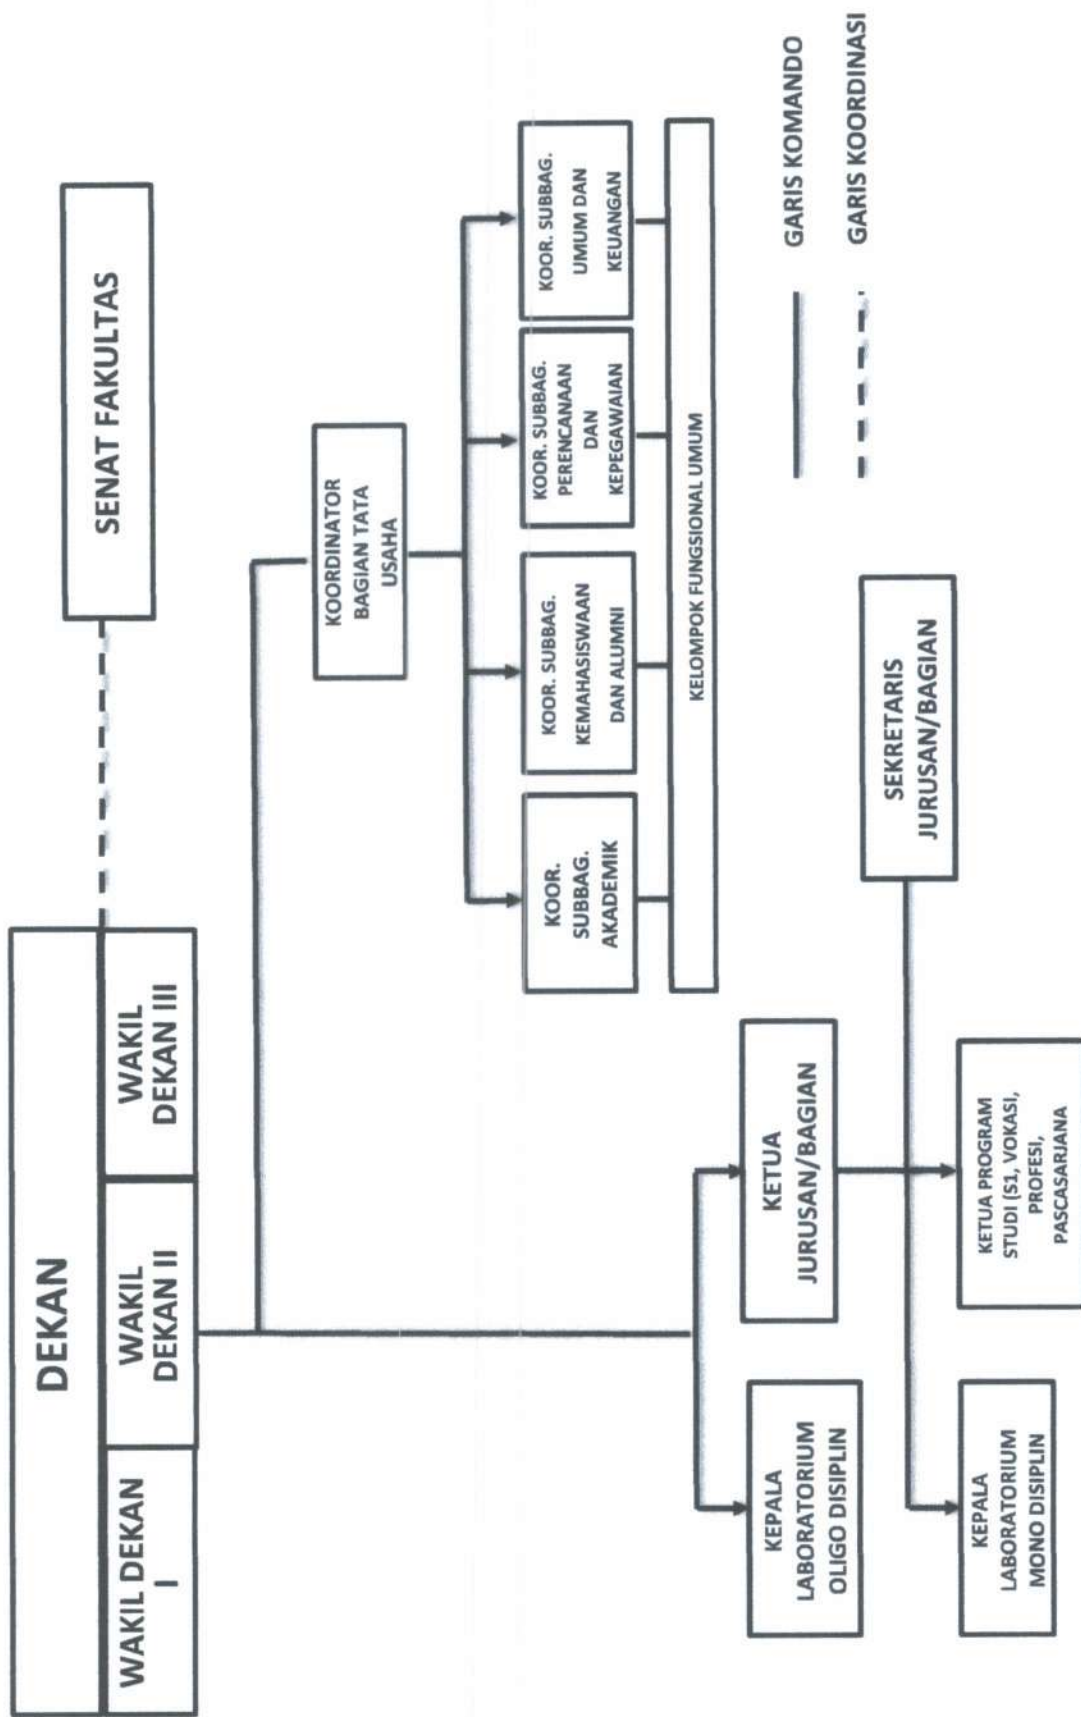 DEKAN
WAKIL DEKAN
I
WAKIL
DEKAN II
WAKIL
DEKAN III
SENAT FAKULTAS
KOORDINATOR
BAGIAN TATA
USAHA
KOOR.
SUBBAG.
AKADEMIK
KOOR. SUBBAG.
KEMAHASISWAAN
DAN ALUMNI
KOOR. SUBBAG.
PERENCANAAN
DAN
KEPEGAWAIAN
KOOR. SUBBAG.
UMUM DAN
KEUANGAN
KELOMPOK FUNGSIONAL UMUM
KEPALA
LABORATORIUM
OLIGO DISIPLIN
KETUA
JURUSAN/BAGIAN
SEKRETARIS
JURUSAN/BAGIAN
KEPALA
LABORATORIUM
MONO DISIPLIN
KETUA PROGRAM
STUDI (S1, VOKASI,
PROFESI,
PASCASARJANA
GARIS KOMANDO
GARIS KOORDINASI